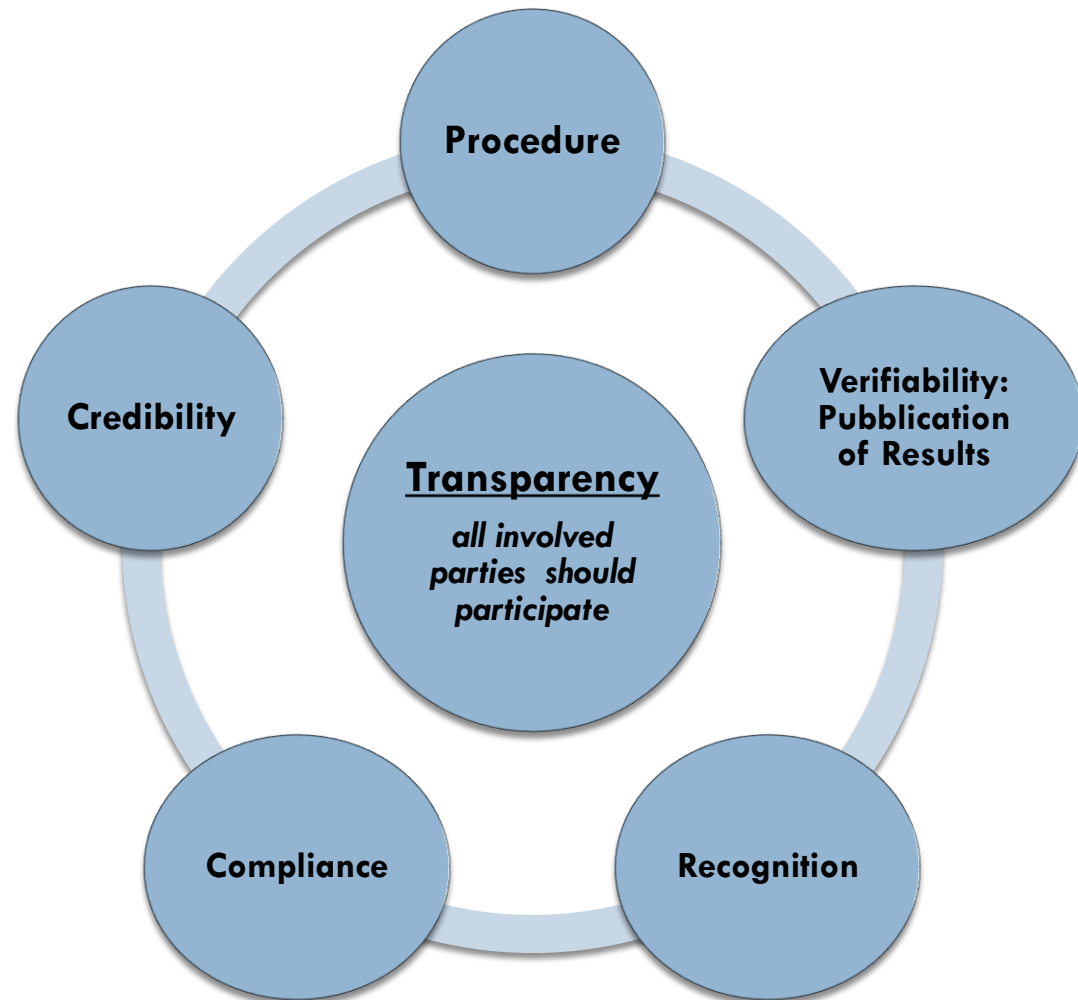 Procedure
Verifiability:
Pubblication
of Results
Credibility
Transparency
all involved
parties should
participate
Compliance
Recognition